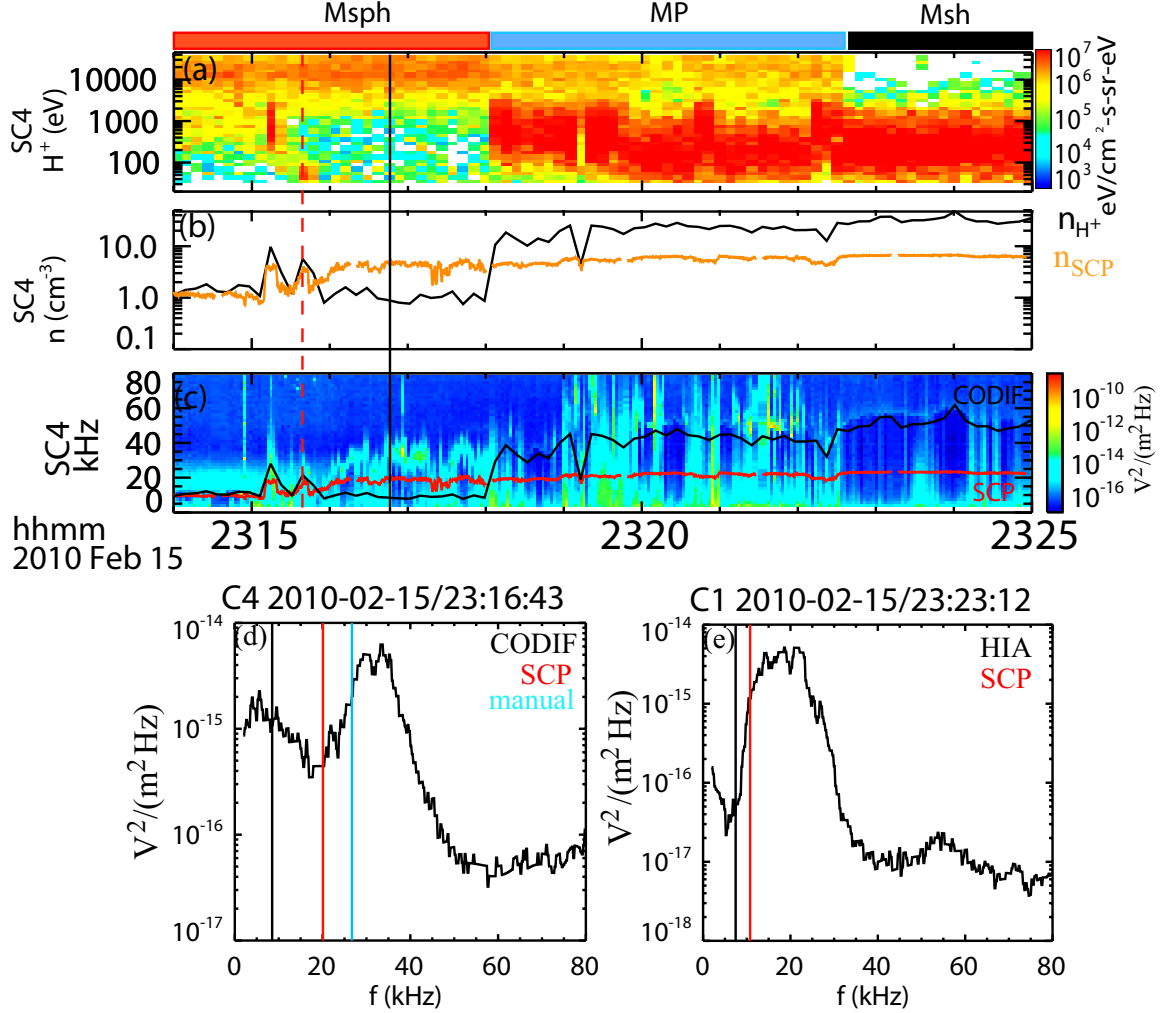 Msph MP Msh
(a)
SC4
H⁺ (eV)
10000
1000
100
10⁷
10⁶
10⁵
10⁴
10³
eV/cm²-s-sr-eV
(b)
SC4
n (cm⁻³)
10.0
1.0
0.1
n_H⁺
n_SCP
(c)
SC4
kHz
80
60
40
20
0
CODIF
SCP
10⁻¹⁰
10⁻¹²
10⁻¹⁴
10⁻¹⁶
V²/(m² Hz)
hhmm 2315 2320 2325
2010 Feb 15
C4 2010-02-15/23:16:43
(d)
CODIF
SCP
manual
V²/(m² Hz)
10⁻¹⁴
10⁻¹⁵
10⁻¹⁶
10⁻¹⁷
0 20 40 60 80
f (kHz)
C1 2010-02-15/23:23:12
(e)
HIA
SCP
V²/(m² Hz)
10⁻¹⁴
10⁻¹⁵
10⁻¹⁶
10⁻¹⁷
10⁻¹⁸
0 20 40 60 80
f (kHz)